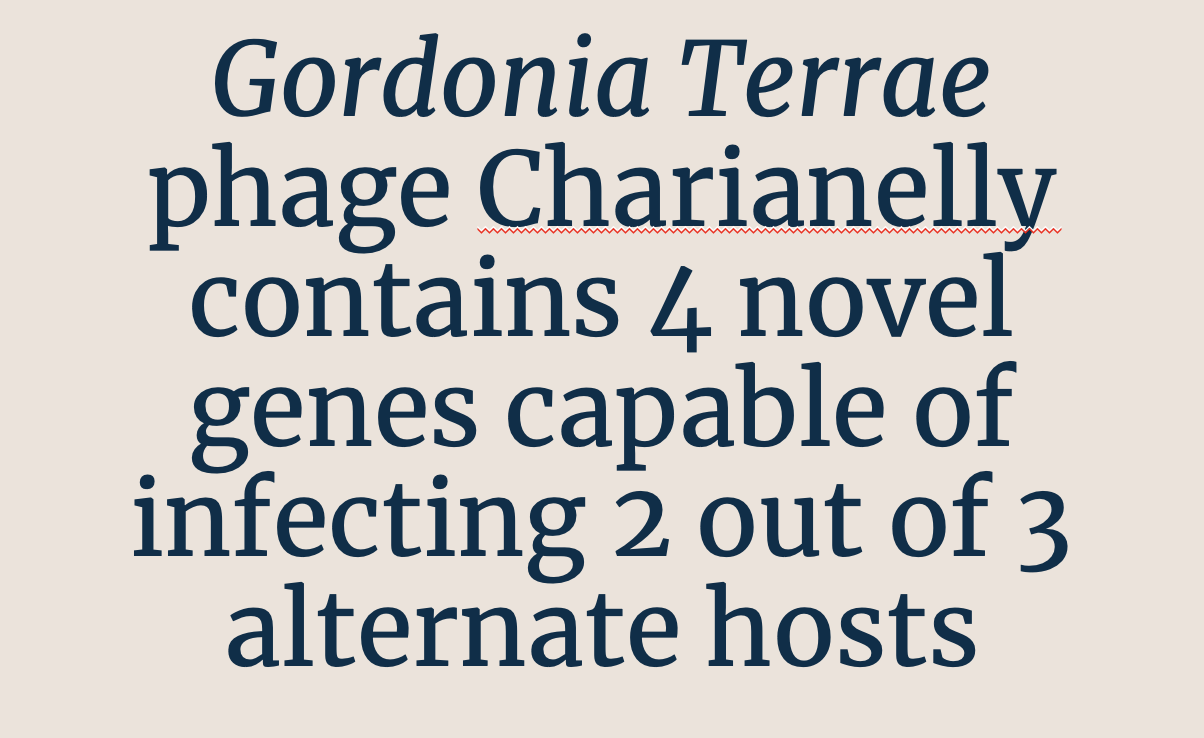 Gordonia Terrae
phage Charianelly
contains 4 novel
genes capable of
infecting 2 out of 3
alternate hosts